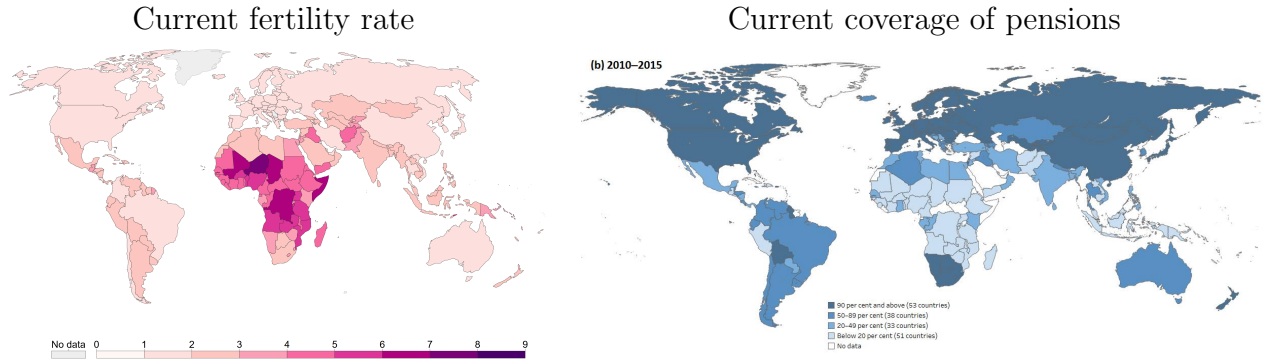 Current fertility rate
Current coverage of pensions
(b) 2010–2015
90 per cent and above (53 countries)
50–89 per cent (38 countries)
20–49 per cent (33 countries)
Below 20 per cent (51 countries)
No data
No data 0 1 2 3 4 5 6 7 8 9